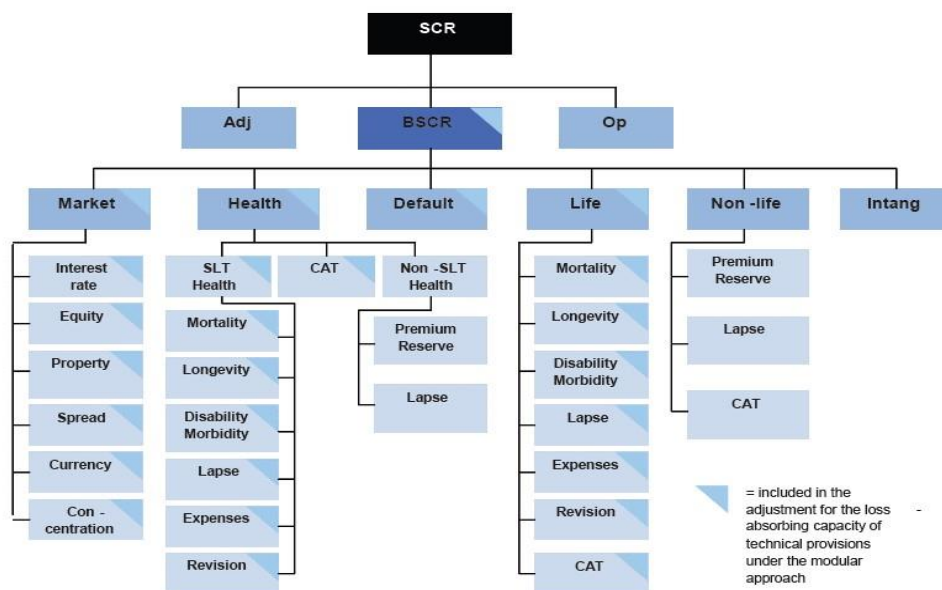 SCR
Adj
BSCR
Op
Market
Health
Default
Life
Non -life
Intang
Interest
rate
Equity
Property
Spread
Currency
Con -
centration
SLT
Health
CAT
Non -SLT
Health
Mortality
Longevity
Disability
Morbidity
Lapse
Expenses
Revision
Premium
Reserve
Lapse
Mortality
Longevity
Disability
Morbidity
Lapse
Expenses
Revision
CAT
Premium
Reserve
Lapse
CAT
= included in the
adjustment for the loss -
absorbing capacity of
technical provisions
under the modular
approach